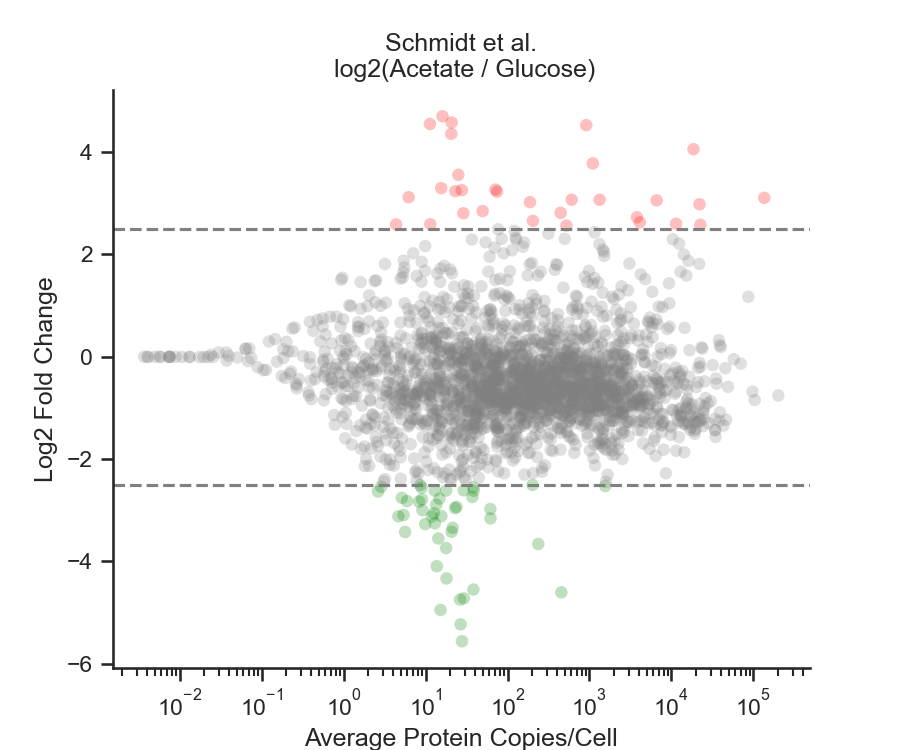 Schmidt et al.
log2(Acetate / Glucose)
Log2 Fold Change
4
2
0
−2
−4
−6
10⁻² 10⁻¹ 10⁰ 10¹ 10² 10³ 10⁴ 10⁵
Average Protein Copies/Cell